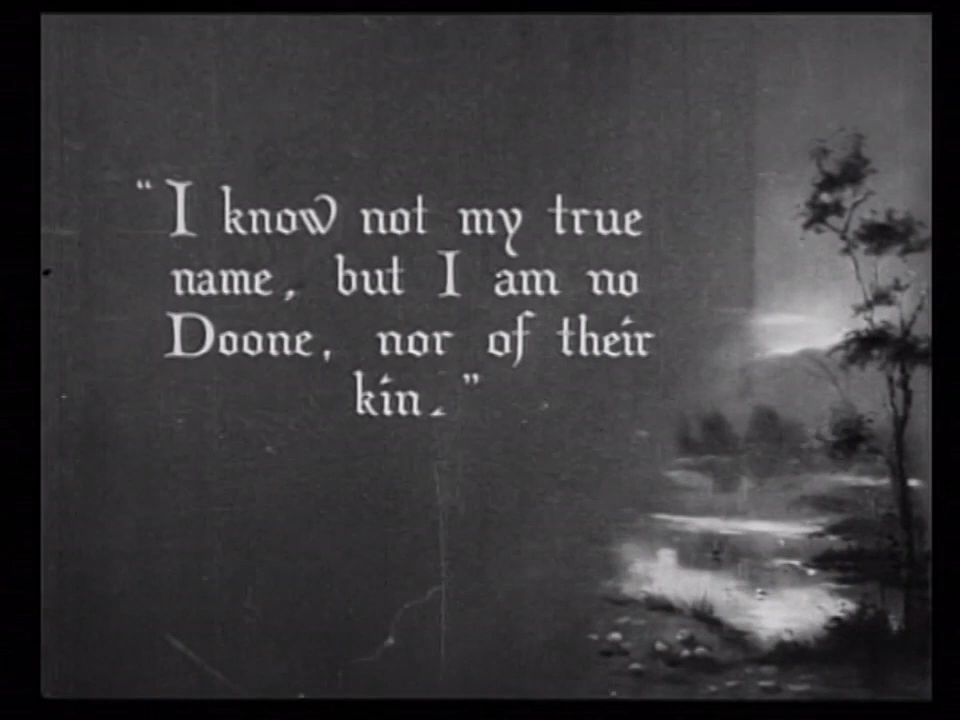 “I know not my true
name, but I am no
Doone, nor of their
kin.”